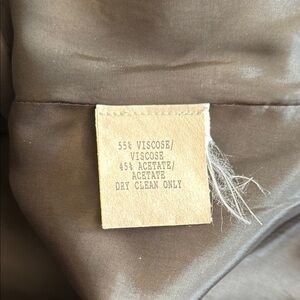 55% VISCOSE/
VISCOSE
45% ACETATE/
ACETATE
DRY CLEAN ONLY